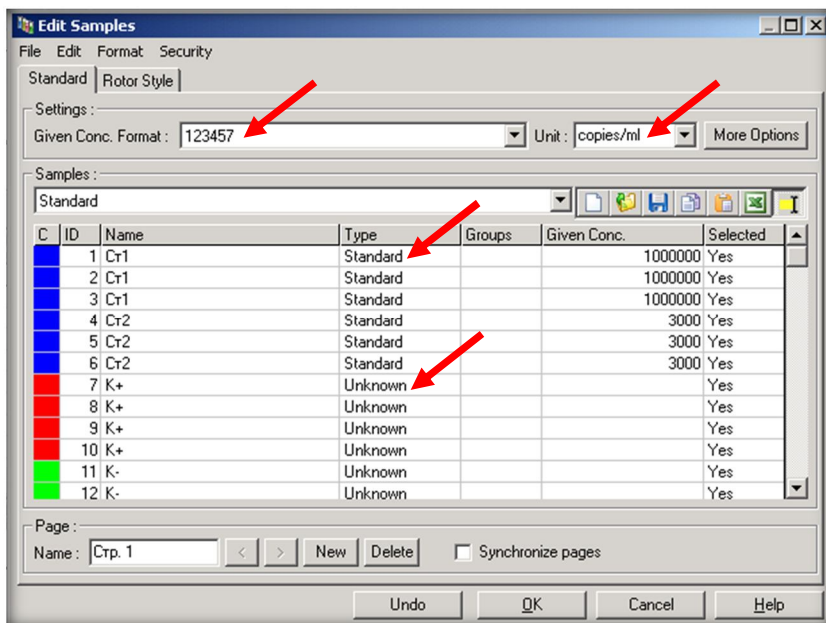 Edit Samples
File Edit Format Security
Standard Rotor Style
Settings :
Given Conc. Format : 123457 Unit : copies/ml More Options
Samples :
Standard
C ID Name Type Groups Given Conc. Selected
1 Ст1 Standard 1000000 Yes
2 Ст1 Standard 1000000 Yes
3 Ст1 Standard 1000000 Yes
4 Ст2 Standard 3000 Yes
5 Ст2 Standard 3000 Yes
6 Ст2 Standard 3000 Yes
7 К+ Unknown Yes
8 К+ Unknown Yes
9 К+ Unknown Yes
10 К+ Unknown Yes
11 К- Unknown Yes
12 К- Unknown Yes
Page :
Name : Стр. 1 < > New Delete Synchronize pages
Undo OK Cancel Help